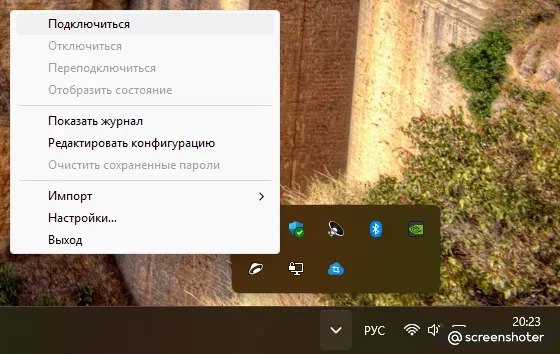 Подключиться
Отключиться
Переподключиться
Отобразить состояние
Показать журнал
Редактировать конфигурацию
Очистить сохраненные пароли
Импорт
Настройки...
Выход
РУС
20:23
@screenshoter